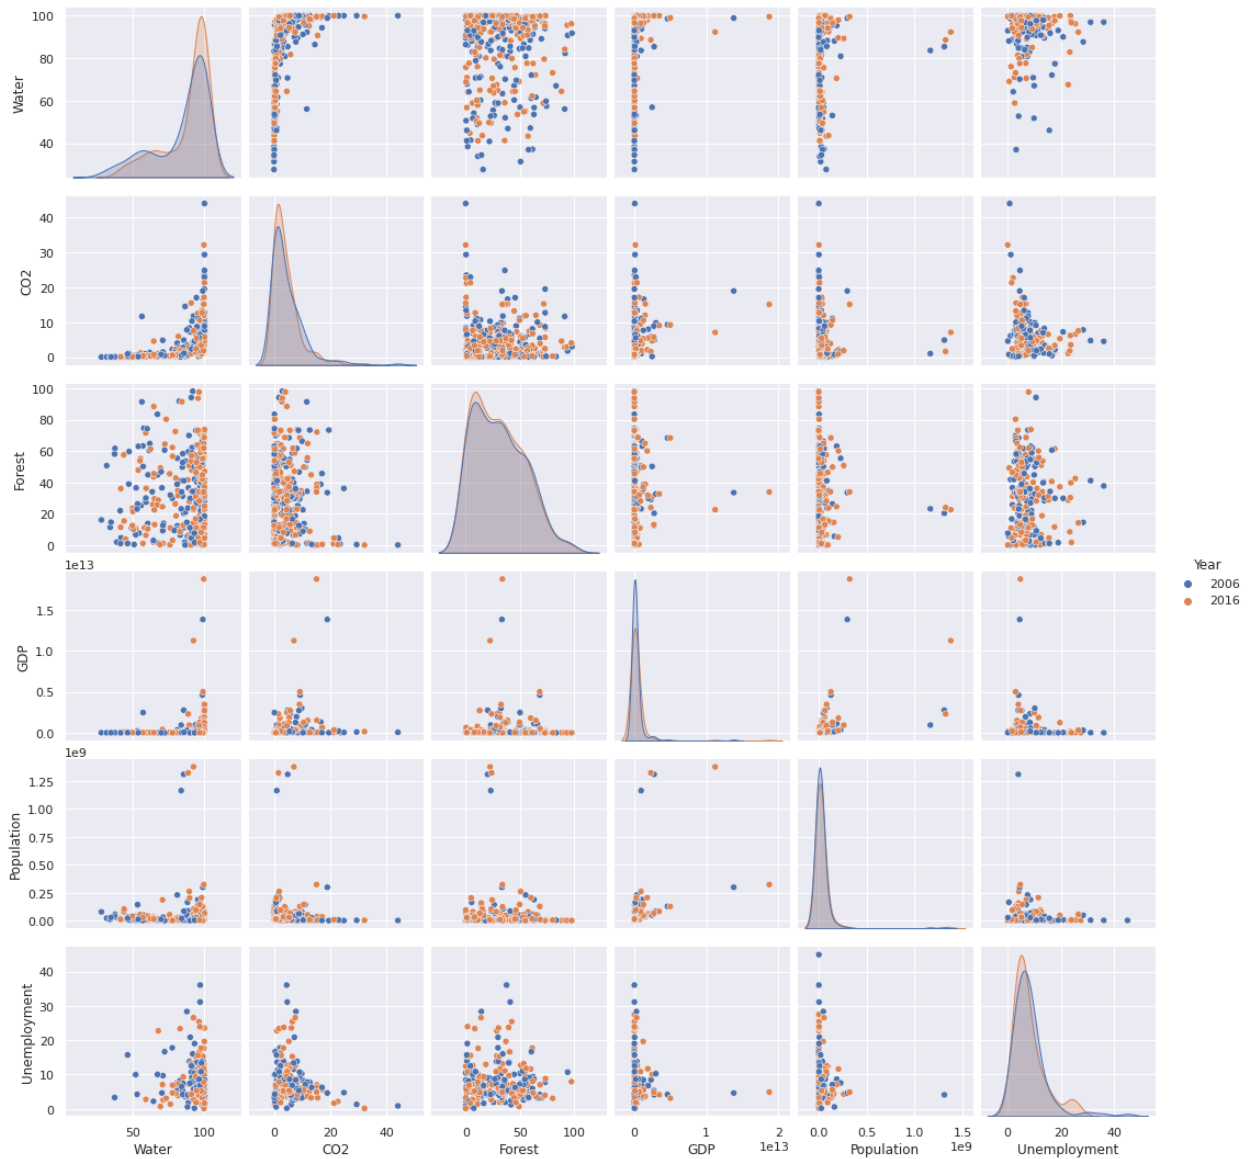 100
80
60
40
Water
40
30
20
10
0
CO2
100
80
60
40
20
0
Forest
1e13
1.5
1.0
0.5
0.0
GDP
Year
2006
2016
1e9
1.25
1.00
0.75
0.50
0.25
0.00
Population
40
30
20
10
0
Unemployment
50 100
0 20 40
0 50 100
0 1 2
0.0 0.5 1.0 1.5
0 20 40
1e13 1e9
Water CO2 Forest GDP Population Unemployment